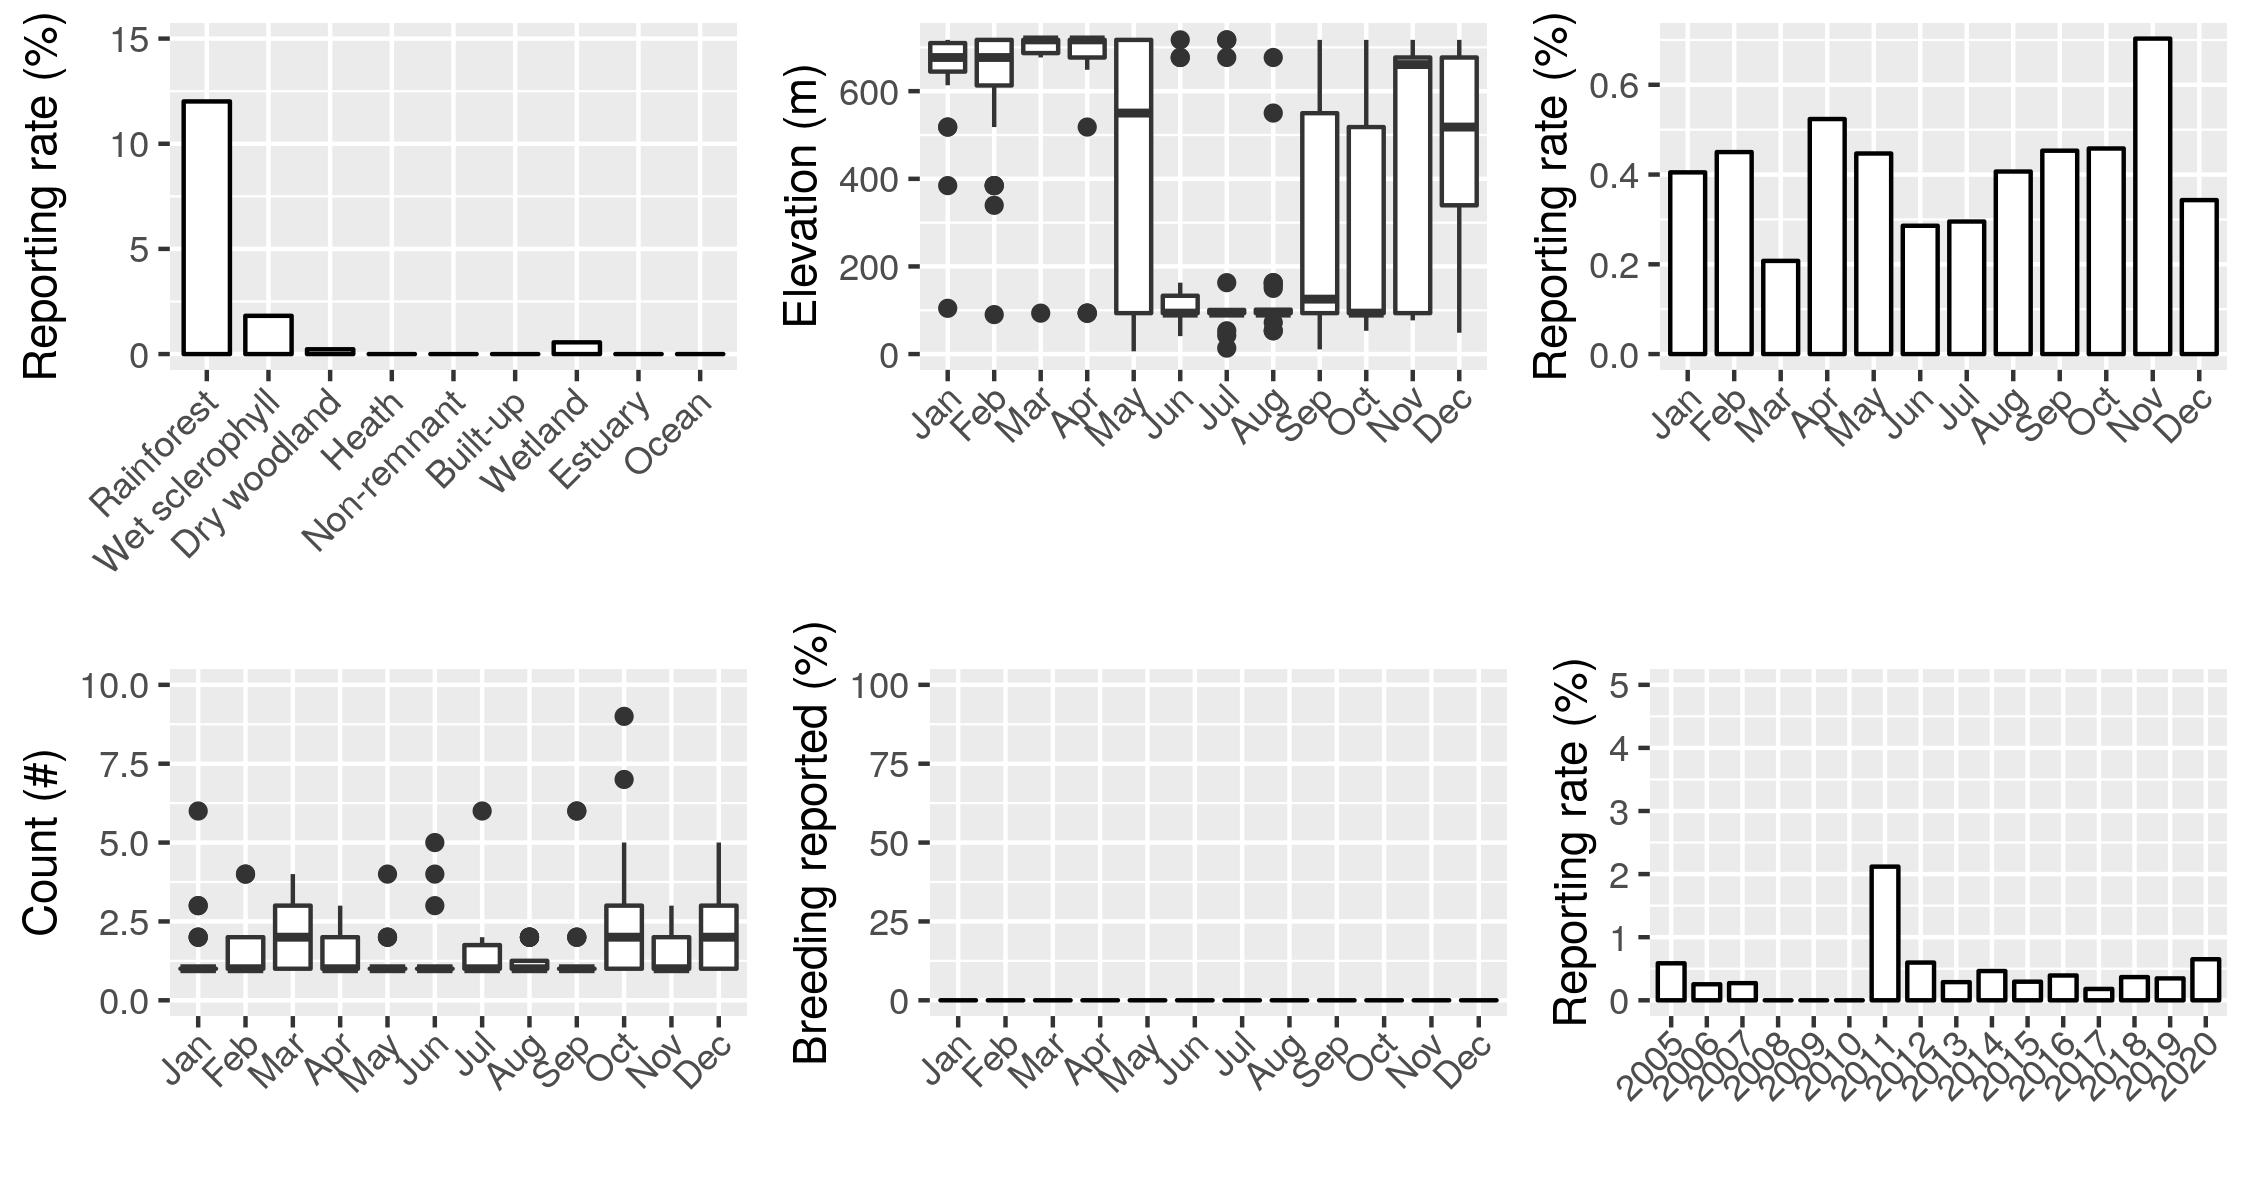 Reporting rate (%)
15
10
5
0
Rainforest
Wet sclerophyll
Dry woodland
Heath
Non-remnant
Built-up
Wetland
Estuary
Ocean
Elevation (m)
600
400
200
0
Jan
Feb
Mar
Apr
May
Jun
Jul
Aug
Sep
Oct
Nov
Dec
Reporting rate (%)
0.6
0.4
0.2
0.0
Jan
Feb
Mar
Apr
May
Jun
Jul
Aug
Sep
Oct
Nov
Dec
Count (#)
10.0
7.5
5.0
2.5
0.0
Jan
Feb
Mar
Apr
May
Jun
Jul
Aug
Sep
Oct
Nov
Dec
Breeding reported (%)
100
75
50
25
0
Jan
Feb
Mar
Apr
May
Jun
Jul
Aug
Sep
Oct
Nov
Dec
Reporting rate (%)
5
4
3
2
1
0
2005
2006
2007
2008
2009
2010
2011
2012
2013
2014
2015
2016
2017
2018
2019
2020